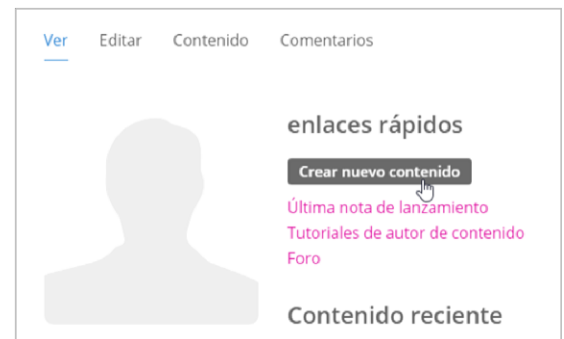 Ver Editar Contenido Comentarios
enlaces rápidos
Crear nuevo contenido
Última nota de lanzamiento
Tutoriales de autor de contenido
Foro
Contenido reciente